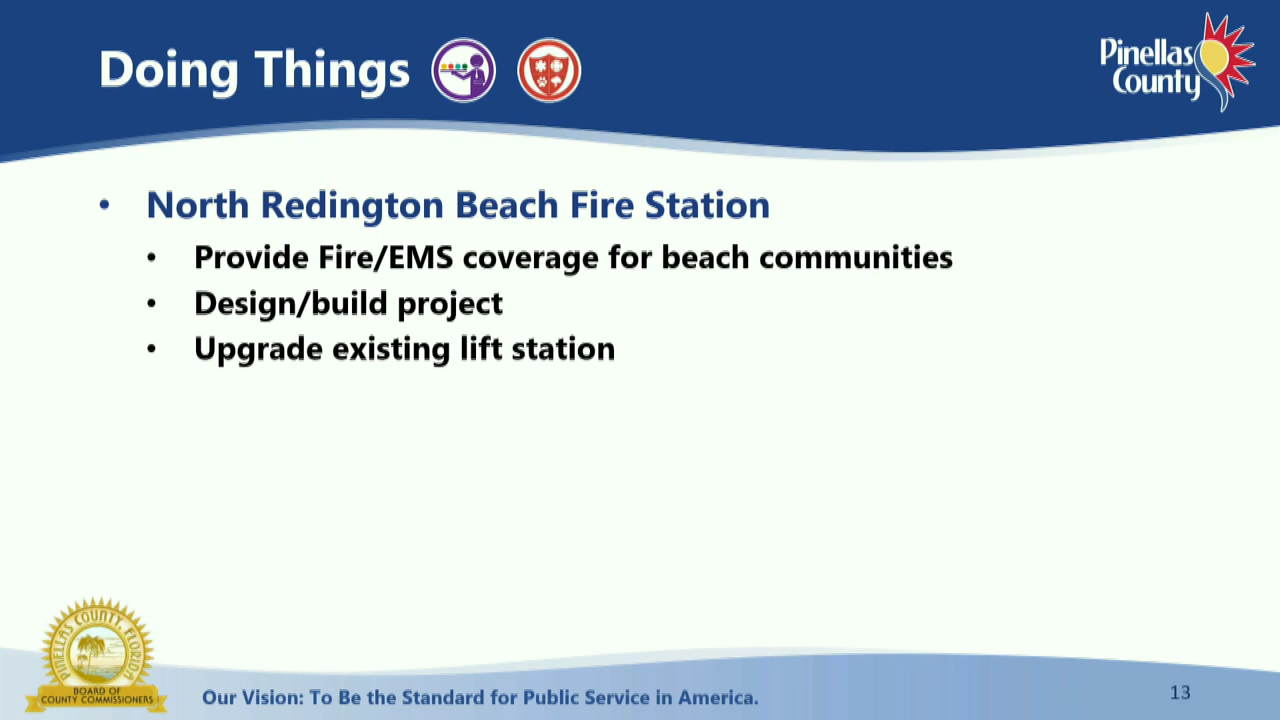 Doing Things
Pinellas
County
• North Redington Beach Fire Station
• Provide Fire/EMS coverage for beach communities
• Design/build project
• Upgrade existing lift station
PINELLAS COUNTY, FLORIDA
BOARD OF
COUNTY COMMISSIONERS
Our Vision: To Be the Standard for Public Service in America.
13